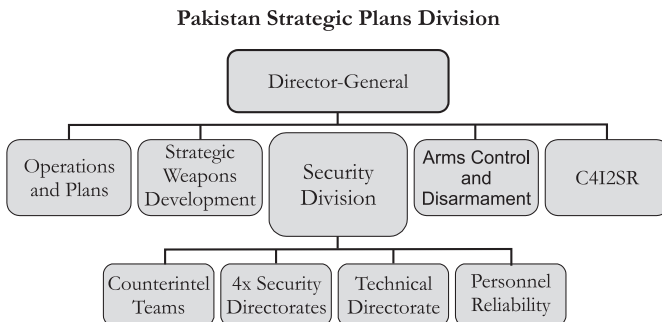 Pakistan Strategic Plans Division
Director-General
Operations
and Plans
Strategic
Weapons
Development
Security
Division
Arms Control
and
Disarmament
C4I2SR
Counterintel
Teams
4x Security
Directorates
Technical
Directorate
Personnel
Reliability